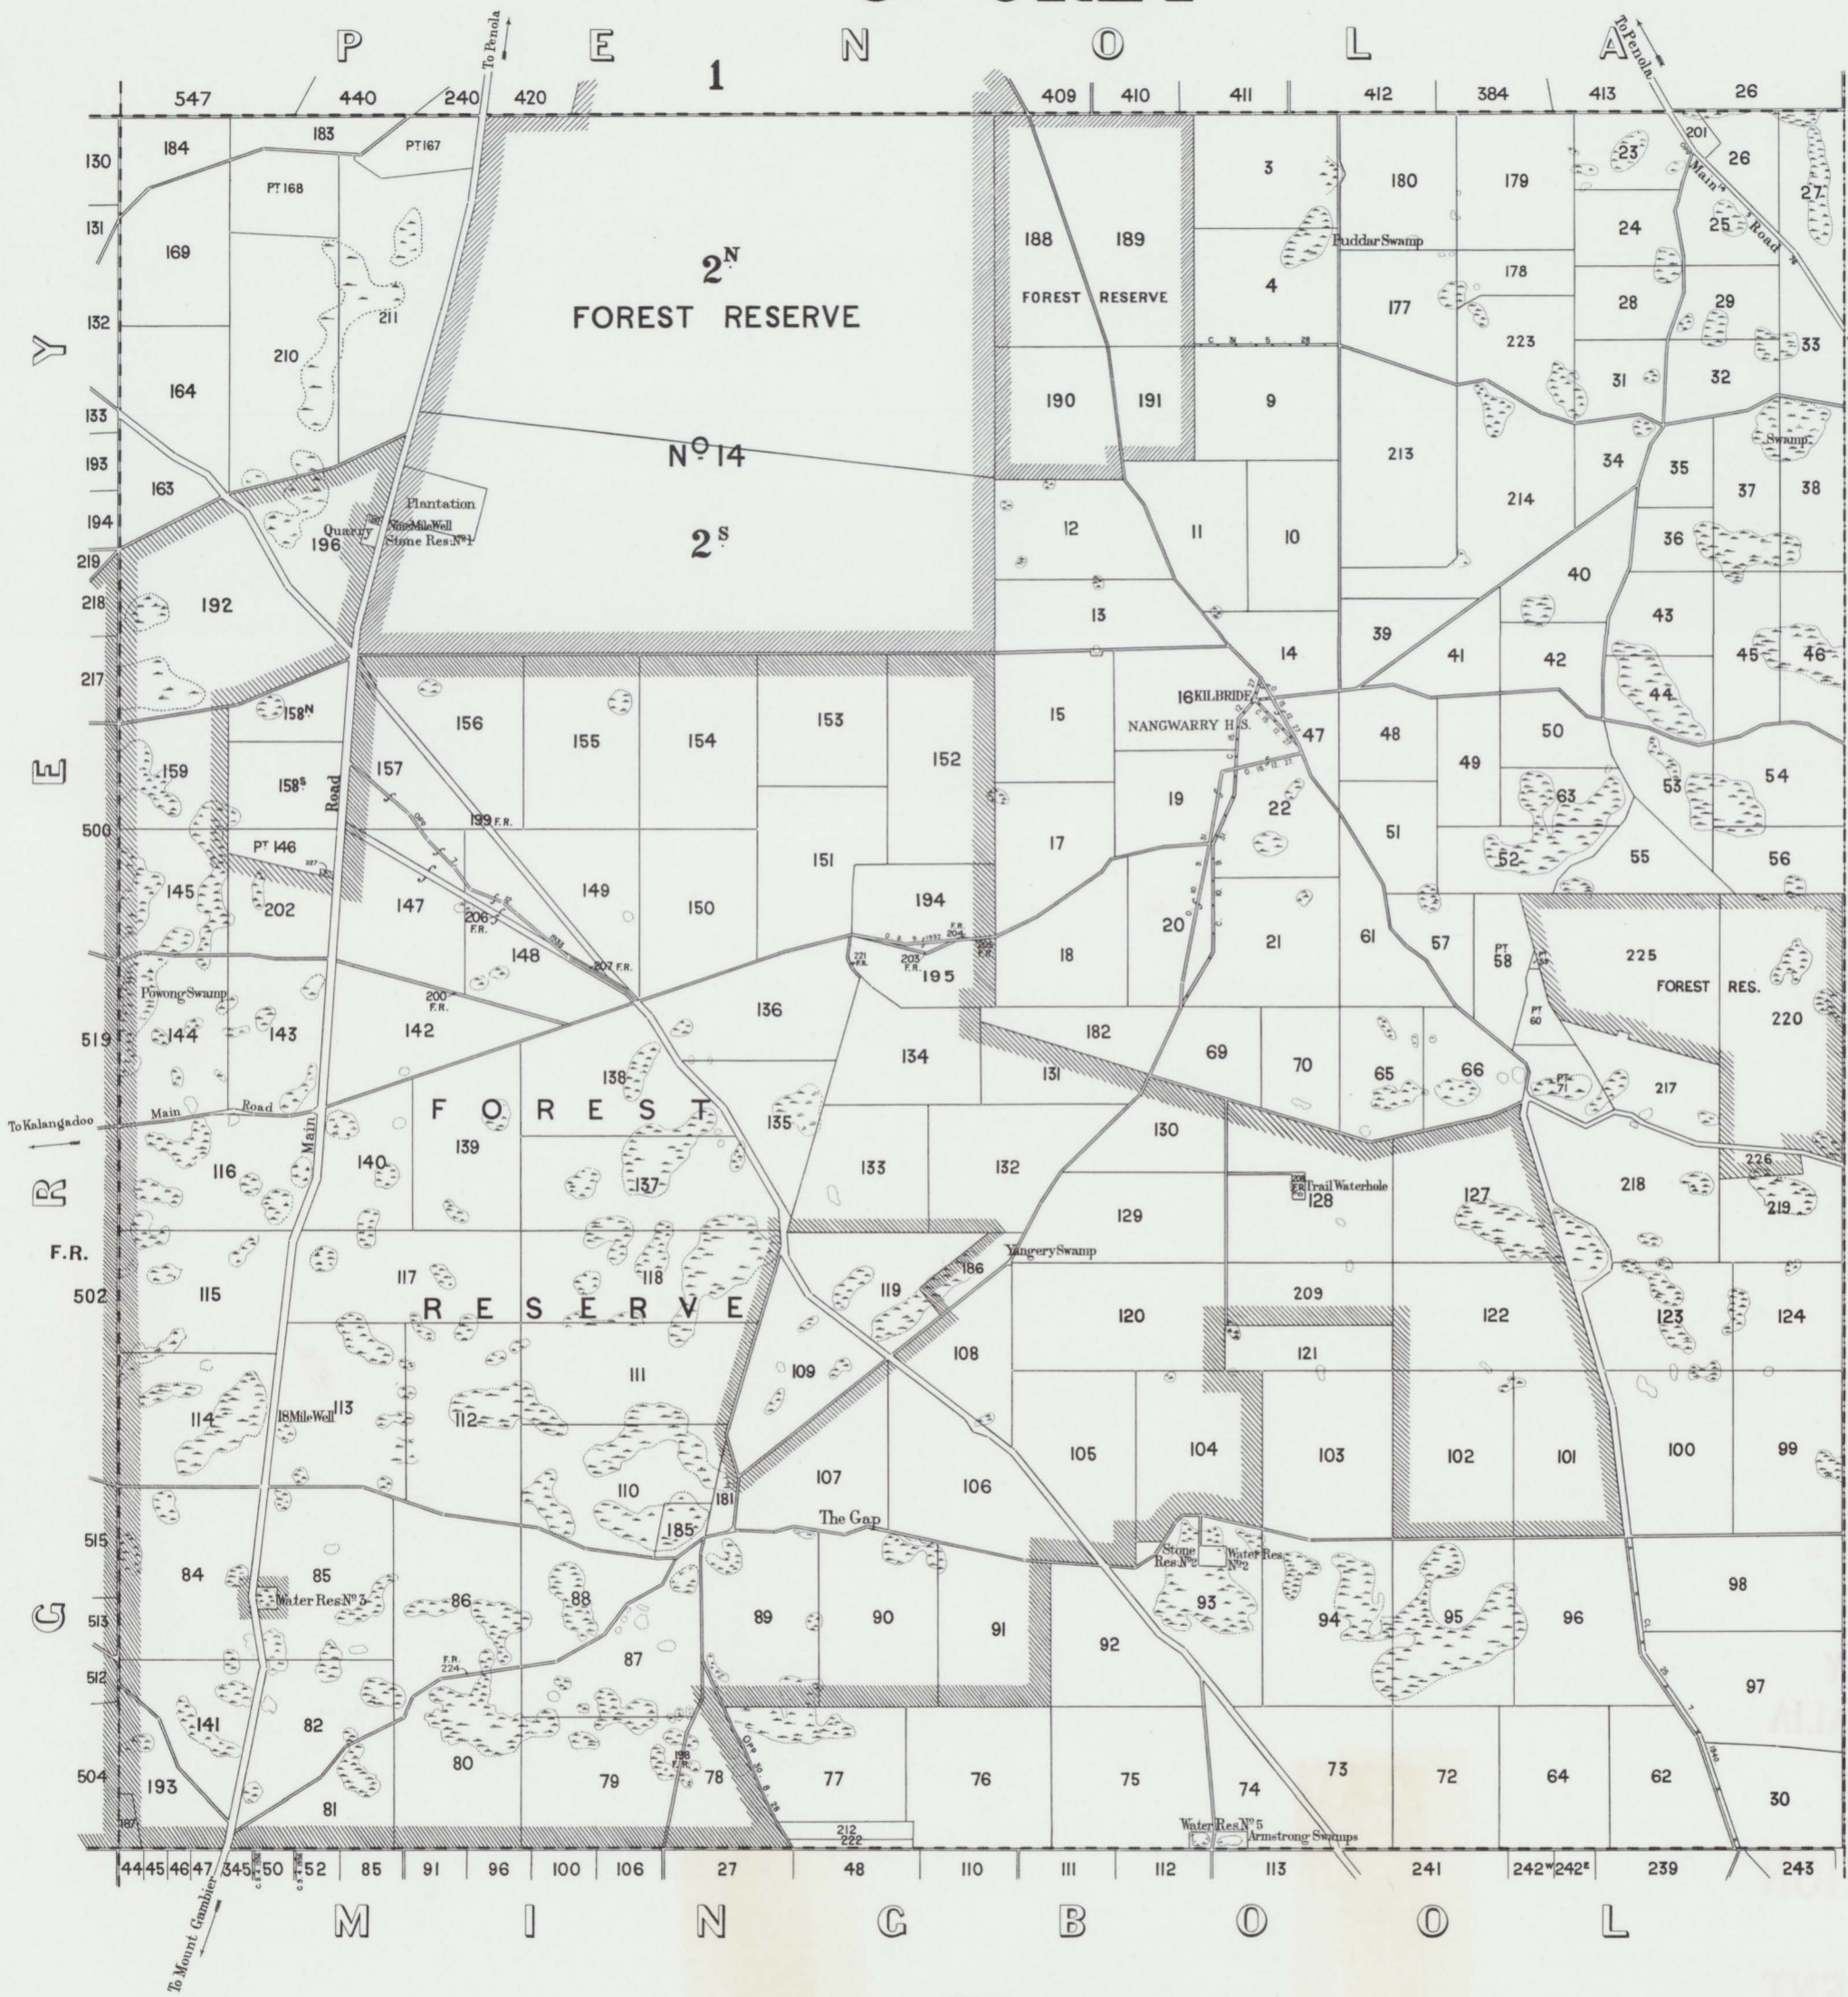 P E N O L A
To Penola
To Penola
1
547 440 240 420 409 410 411 412 384 413 26
G R E Y
130
131
132
133
193
194
219
218
217
500
519
F.R.
502
515
513
512
504
184 183 PT 167
PT 168
169
211
210
164
163
2N
FOREST RESERVE
No 14
2S
Plantation
Quarry
Nine Mile Well
Stone Res: No 1
196
192
188 189
FOREST RESERVE
190 191
3 180 179 23 201 26
Main Road
27
Puddar Swamp
24 25
4 177 178 28 29
223 33
31 32
9
213 34 35 Swamp
214 37 38
12 11 10 36
40
13 39 43
14 41 42 45 46
44
16 KILBRIDE
NANGWARRY H.S.
15 47 48 50
49 54
53
63
19 22
51
17 52 55 56
158N
159
158S
Road
157
156 155 154 153 152
199 F.R.
PT 146
227
145
202
147
206 F.R.
148
149 150 151
194
207 F.R.
204 F.R.
203 F.R.
221 F.R.
195
200 F.R.
18 20 21 61 57
PT 58
PT 60
225
FOREST RES.
220
Powong Swamp
144 143 142 136
134 182 69 70
138 131 65 66 PT 71 217
To Kalangadoo
Main Road
Main
FOREST
135
130
116 140 139 137 133 132
226
Trail Waterhole
128 127 218
219
129
Yangery Swamp
186
115 117 118 119
209
RESERVE
120 122 123 124
108 121
111 109
114 18 Mile Well 113 112
105 104 103 102 101 100 99
110 107 106
181
185
The Gap
Stone Res: No 2
Water Res No 2
84 85
Water Res No 3
86 88 89 90 91 92 93 94 95 96 98
F.R. 224
87
97
141 82
80 79 198 F.R. 78 77 76 75 74 73 72 64 62 30
OPP 30. 8. 28
193
81
187
212
222
Water Res. No 5
Armstrong Swamps
44 45 46 47 345 50 52 85 91 96 100 106 27 48 110 111 112 113 241 242W 242E 239 243
To Mount Gambier
M I N G B O O L